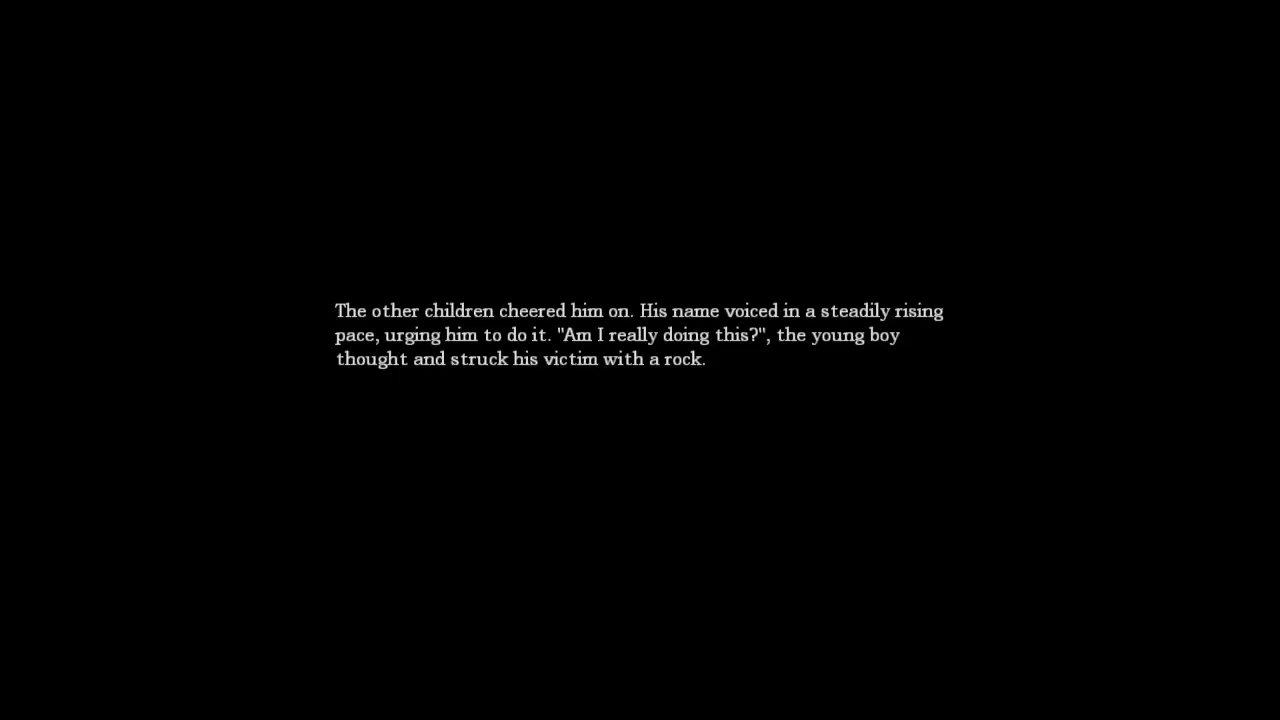 The other children cheered him on. His name voiced in a steadily rising
pace, urging him to do it. "Am I really doing this?", the young boy
thought and struck his victim with a rock.